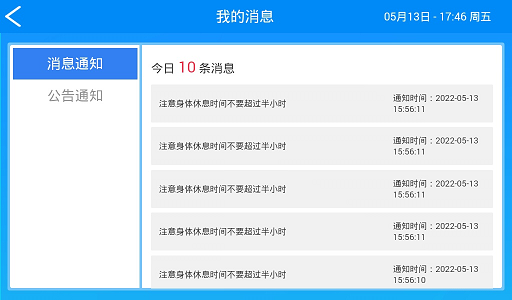 我的消息
05月13日 - 17:46 周五
消息通知
公告通知
今日 10 条消息
注意身体休息时间不要超过半小时
通知时间：2022-05-13
15:56:11
注意身体休息时间不要超过半小时
通知时间：2022-05-13
15:56:11
注意身体休息时间不要超过半小时
通知时间：2022-05-13
15:56:11
注意身体休息时间不要超过半小时
通知时间：2022-05-13
15:56:11
注意身体休息时间不要超过半小时
通知时间：2022-05-13
15:56:10